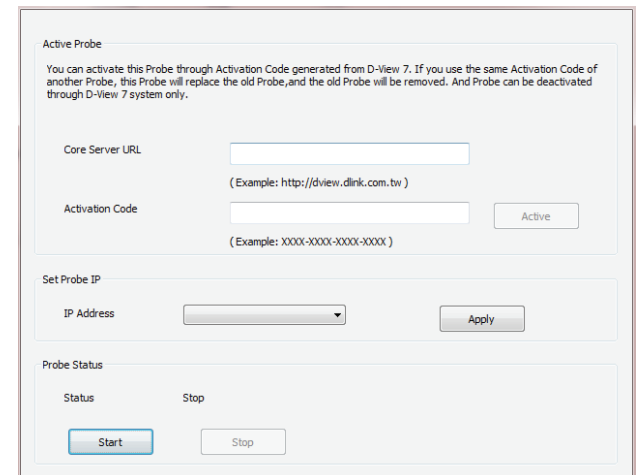 Active Probe
You can activate this Probe through Activation Code generated from D-View 7. If you use the same Activation Code of
another Probe, this Probe will replace the old Probe,and the old Probe will be removed. And Probe can be deactivated
through D-View 7 system only.
Core Server URL
( Example: http://dview.dlink.com.tw )
Activation Code
Active
( Example: XXXX-XXXX-XXXX-XXXX )
Set Probe IP
IP Address
Apply
Probe Status
Status Stop
Start Stop